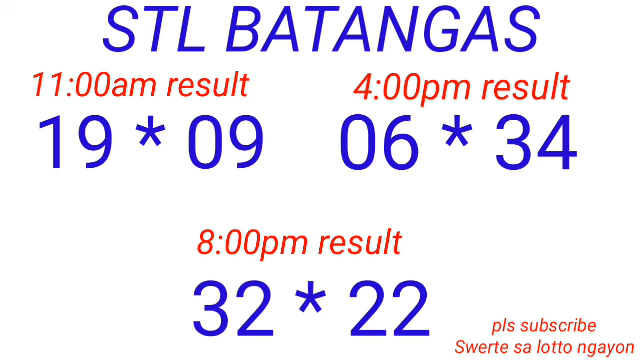 STL BATANGAS
11:00am result
19 * 09
4:00pm result
06 * 34
8:00pm result
32 * 22
pls subscribe
Swerte sa lotto ngayon